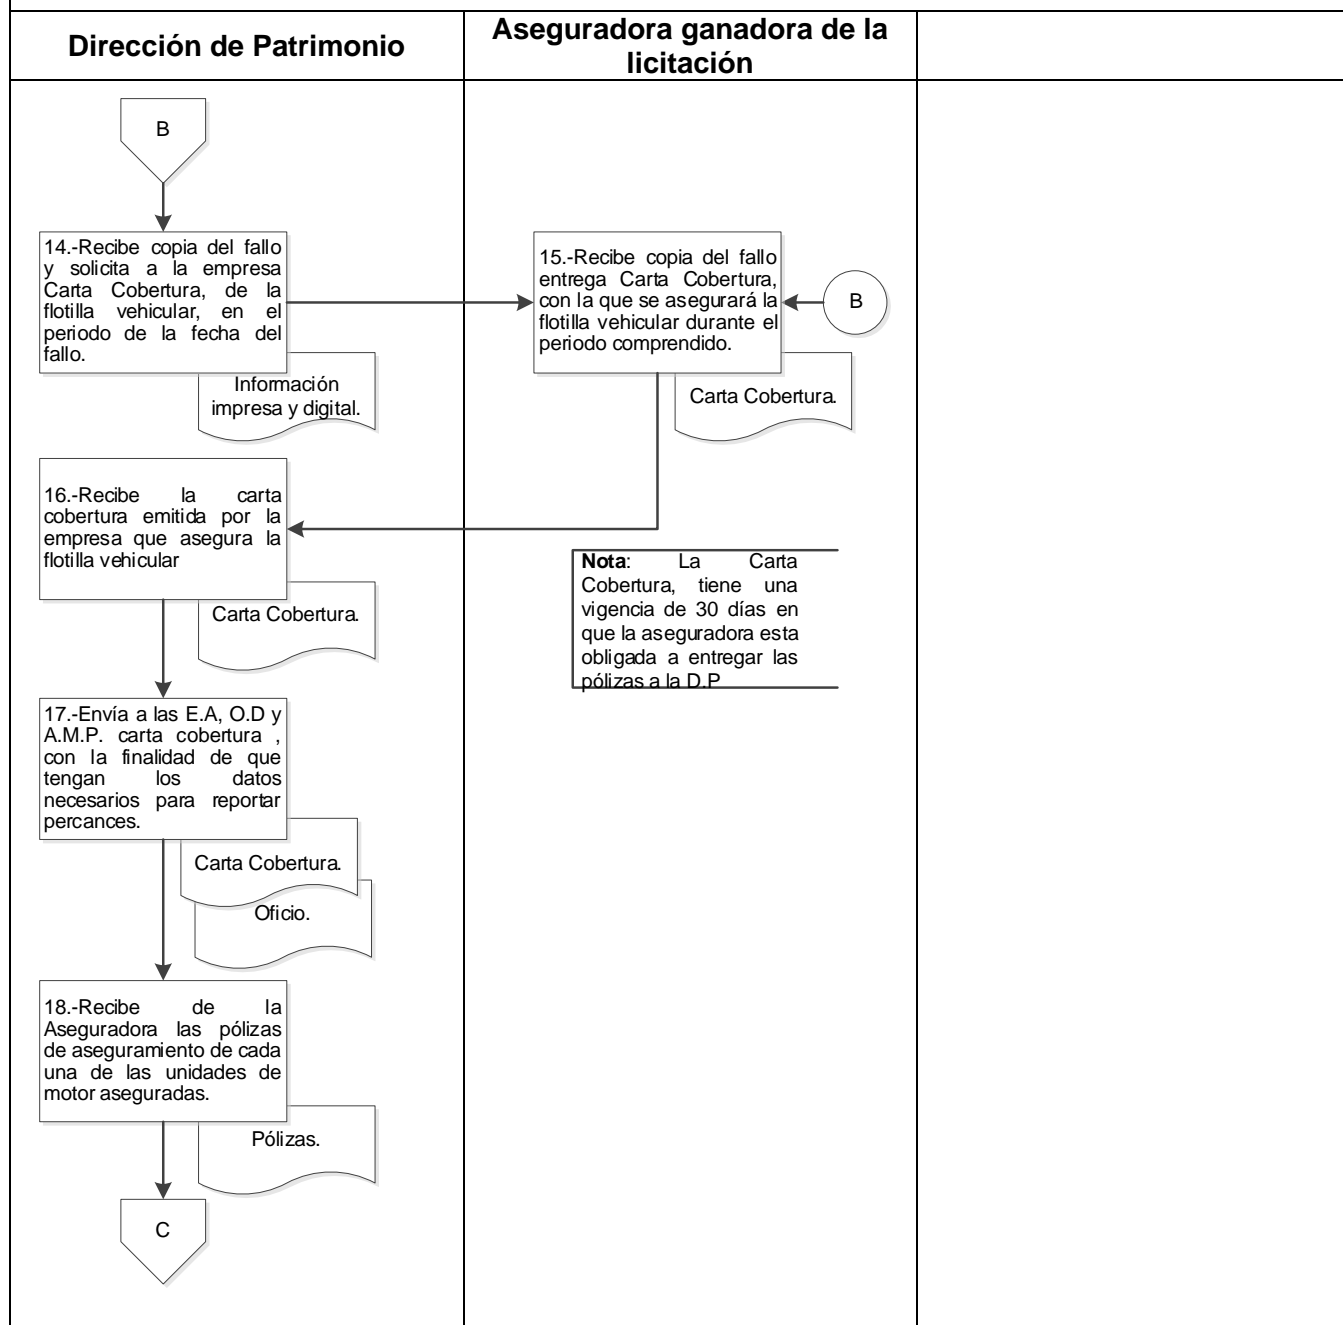 Dirección de Patrimonio
Aseguradora ganadora de la
licitación
B
14.-Recibe copia del fallo
y solicita a la empresa
Carta Cobertura, de la
flotilla vehicular, en el
periodo de la fecha del
fallo.
Información
impresa y digital.
15.-Recibe copia del fallo
entrega Carta Cobertura,
con la que se asegurará la
flotilla vehicular durante el
periodo comprendido.
B
Carta Cobertura.
16.-Recibe la carta
cobertura emitida por la
empresa que asegura la
flotilla vehicular
Carta Cobertura.
Nota: La Carta
Cobertura, tiene una
vigencia de 30 días en
que la aseguradora esta
obligada a entregar las
pólizas a la D.P
17.-Envía a las E.A, O.D y
A.M.P. carta cobertura ,
con la finalidad de que
tengan los datos
necesarios para reportar
percances.
Carta Cobertura.
Oficio.
18.-Recibe de la
Aseguradora las pólizas
de aseguramiento de cada
una de las unidades de
motor aseguradas.
Pólizas.
C